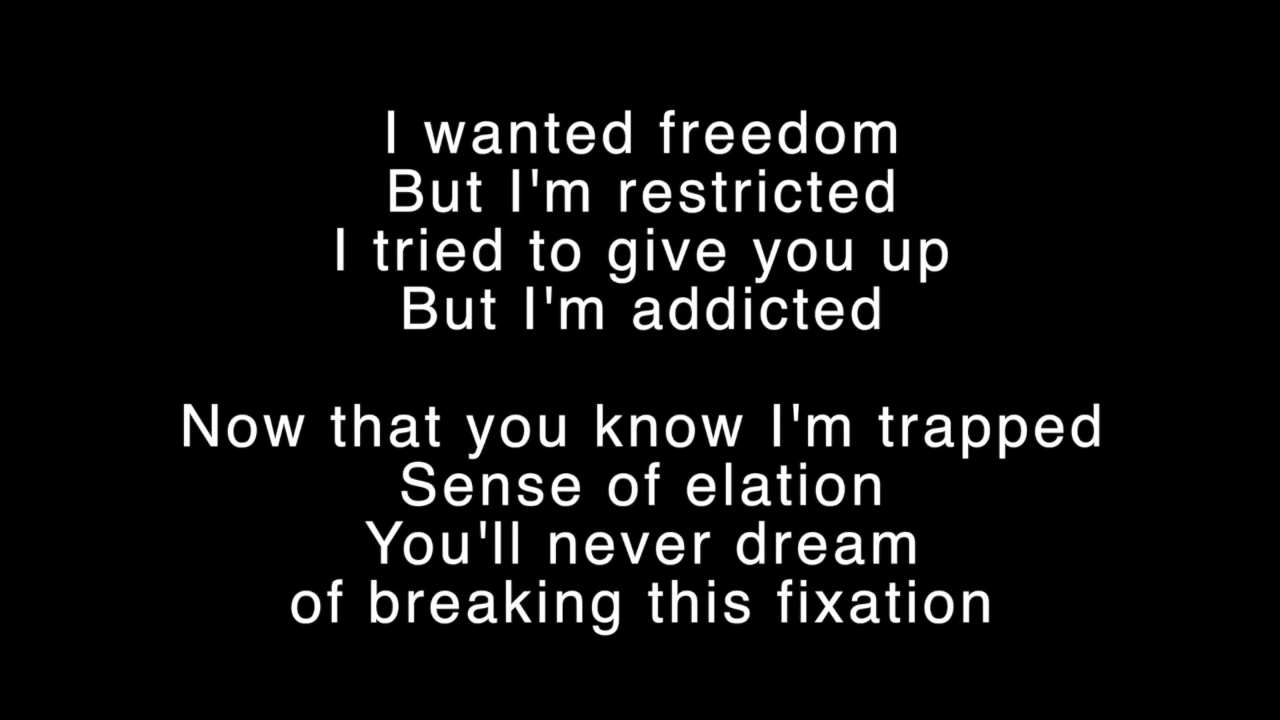 I wanted freedom
But I'm restricted
I tried to give you up
But I'm addicted
Now that you know I'm trapped
Sense of elation
You'll never dream
of breaking this fixation